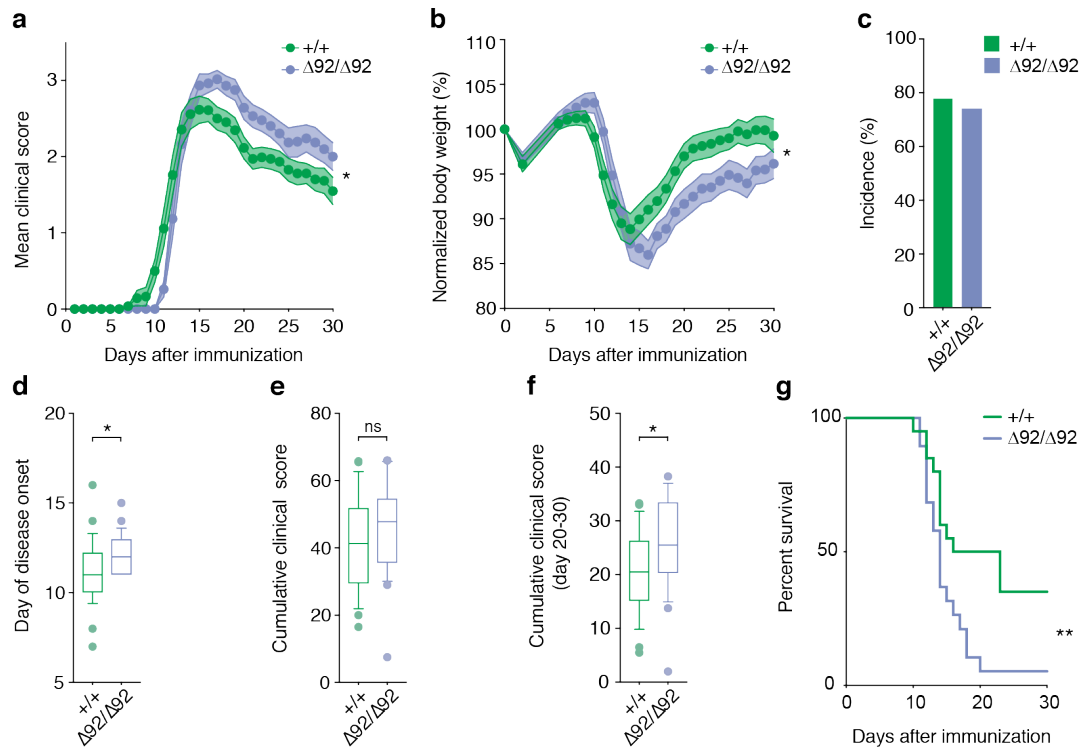 a
+/+
Δ92/Δ92
Mean clinical score
3
2
1
0
0 5 10 15 20 25 30
*
Days after immunization
b
+/+
Δ92/Δ92
Normalized body weight (%)
110
105
100
95
90
85
80
0 5 10 15 20 25 30
*
Days after immunization
c
+/+
Δ92/Δ92
Incidence (%)
100
80
60
40
20
0
+/+
Δ92/Δ92
d
Day of disease onset
20
15
10
5
*
+/+
Δ92/Δ92
e
Cumulative clinical score
80
60
40
20
0
ns
+/+
Δ92/Δ92
f
Cumulative clinical score
(day 20-30)
50
40
30
20
10
0
*
+/+
Δ92/Δ92
g
+/+
Δ92/Δ92
Percent survival
100
50
0
0 10 20 30
**
Days after immunization